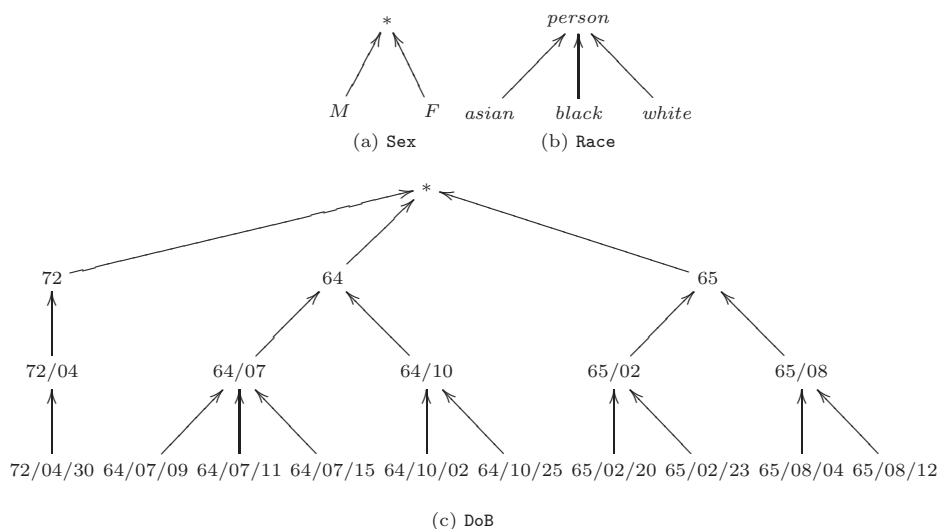 * person
M F asian black white
(a) Sex (b) Race
*
72 64 65
72/04 64/07 64/10 65/02 65/08
72/04/30 64/07/09 64/07/11 64/07/15 64/10/02 64/10/25 65/02/20 65/02/23 65/08/04 65/08/12
(c) DoB